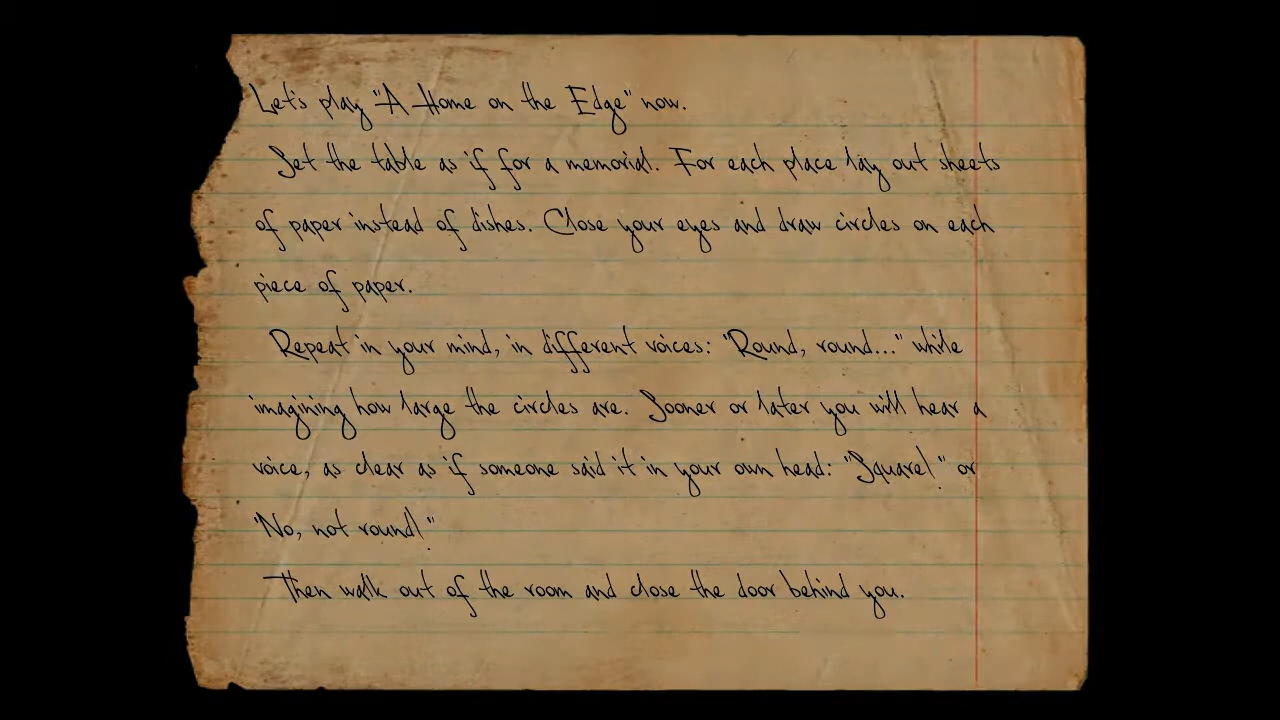 Let's play "A Home on the Edge" now.
Set the table as if for a memorial. For each place lay out sheets
of paper instead of dishes. Close your eyes and draw circles on each
piece of paper.
Repeat in your mind, in different voices: "Round, round..." while
imagining how large the circles are. Sooner or later you will hear a
voice, as clear as if someone said it in your own head: "Square!" or
"No, not round!"
Then walk out of the room and close the door behind you.